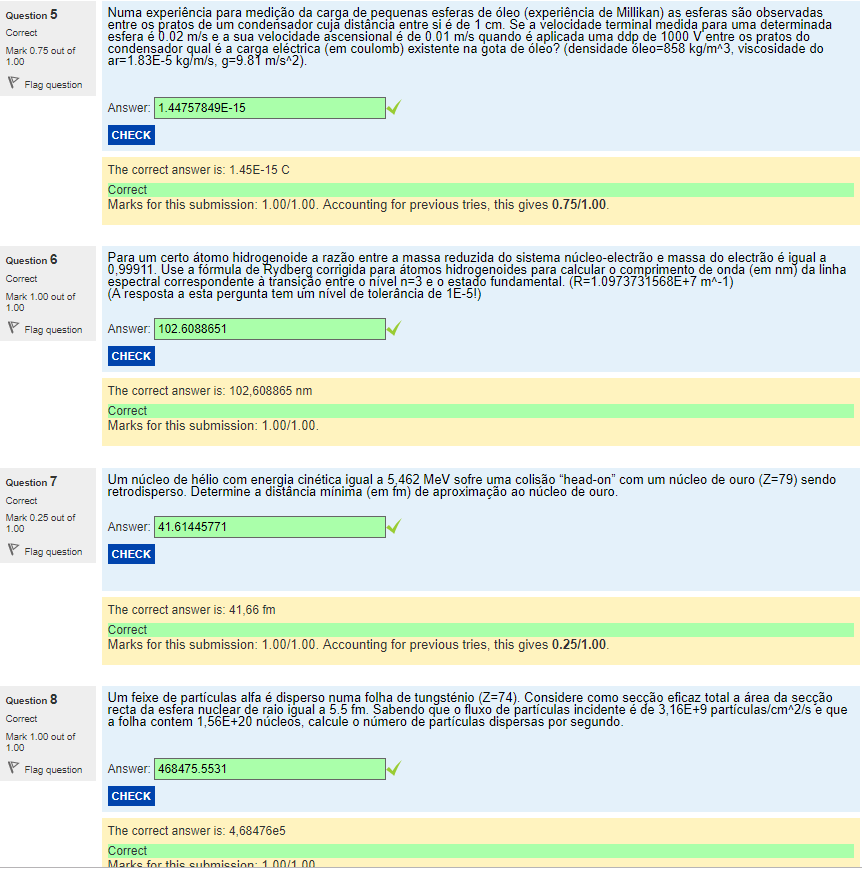 Question 5
Correct
Mark 0.75 out of
1.00
Flag question
Numa experiência para medição da carga de pequenas esferas de óleo (experiência de Millikan) as esferas são observadas
entre os pratos de um condensador cuja distância entre si é de 1 cm. Se a velocidade terminal medida para uma determinada
esfera é 0.02 m/s e a sua velocidade ascensional é de 0.01 m/s quando é aplicada uma ddp de 1000 V entre os pratos do
condensador qual é a carga eléctrica (em coulomb) existente na gota de óleo? (densidade óleo=858 kg/m^3, viscosidade do
ar=1.83E-5 kg/m/s, g=9.81 m/s^2).
Answer: 1.44757849E-15
CHECK
The correct answer is: 1.45E-15 C
Correct
Marks for this submission: 1.00/1.00. Accounting for previous tries, this gives 0.75/1.00.
Question 6
Correct
Mark 1.00 out of
1.00
Flag question
Para um certo átomo hidrogenoide a razão entre a massa reduzida do sistema núcleo-electrão e massa do electrão é igual a
0,99911. Use a fórmula de Rydberg corrigida para átomos hidrogenoides para calcular o comprimento de onda (em nm) da linha
espectral correspondente à transição entre o nível n=3 e o estado fundamental. (R=1.0973731568E+7 m^-1)
(A resposta a esta pergunta tem um nível de tolerância de 1E-5!)
Answer: 102.6088651
CHECK
The correct answer is: 102,608865 nm
Correct
Marks for this submission: 1.00/1.00.
Question 7
Correct
Mark 0.25 out of
1.00
Flag question
Um núcleo de hélio com energia cinética igual a 5,462 MeV sofre uma colisão “head-on” com um núcleo de ouro (Z=79) sendo
retrodisperso. Determine a distância mínima (em fm) de aproximação ao núcleo de ouro.
Answer: 41.61445771
CHECK
The correct answer is: 41,66 fm
Correct
Marks for this submission: 1.00/1.00. Accounting for previous tries, this gives 0.25/1.00.
Question 8
Correct
Mark 1.00 out of
1.00
Flag question
Um feixe de partículas alfa é disperso numa folha de tungsténio (Z=74). Considere como secção eficaz total a área da secção
recta da esfera nuclear de raio igual a 5.5 fm. Sabendo que o fluxo de partículas incidente é de 3,16E+9 partículas/cm^2/s e que
a folha contem 1,56E+20 núcleos, calcule o número de partículas dispersas por segundo.
Answer: 468475.5531
CHECK
The correct answer is: 4,68476e5
Correct
Marks for this submission: 1.00/1.00